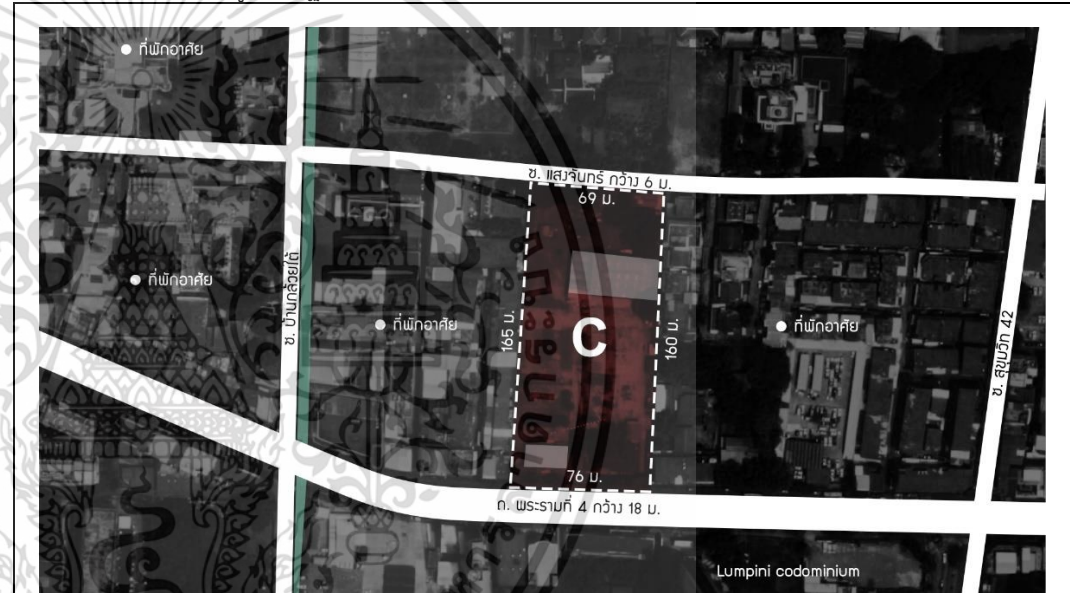 ที่พักอาศัย
ซ. แสงจันทร์ กว้าง 6 ม.
69 ม.
ที่พักอาศัย
ซ. บ้านกล้วยใต้
ที่พักอาศัย
165 ม.
C
160 ม.
ที่พักอาศัย
ซ. สุขุมวิท 42
76 ม.
ถ. พระรามที่ 4 กว้าง 18 ม.
Lumpini codominium